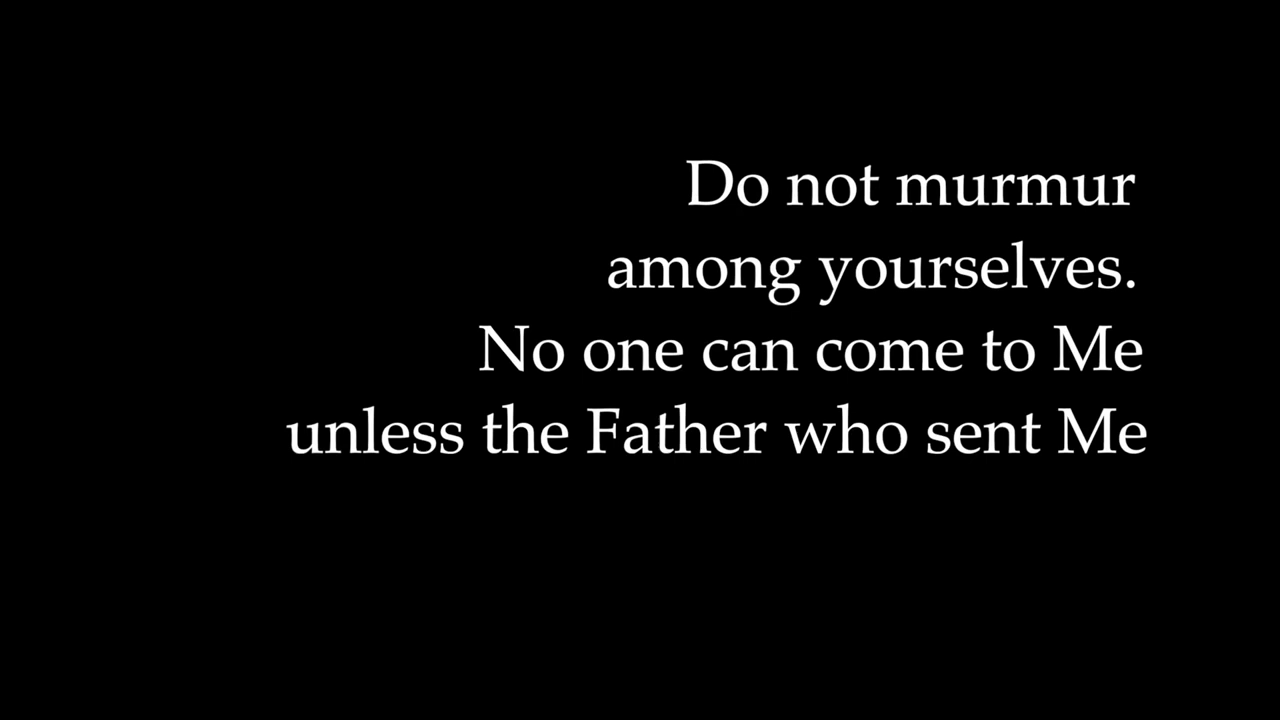 Do not murmur
among yourselves.
No one can come to Me
unless the Father who sent Me